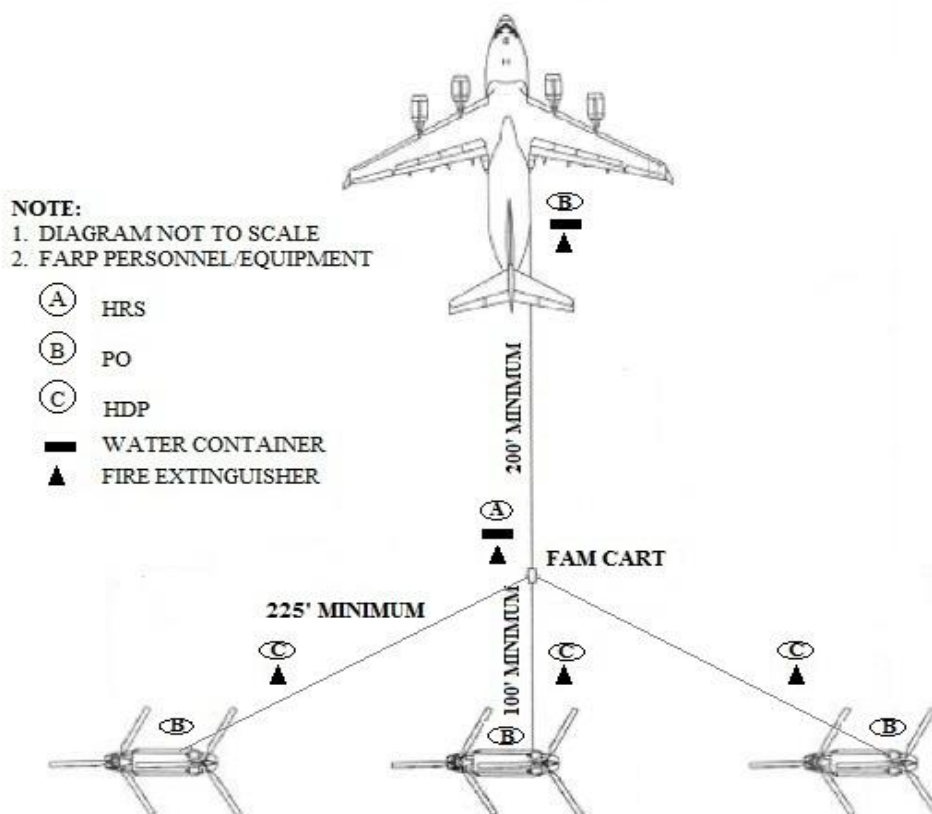 B
NOTE:
1. DIAGRAM NOT TO SCALE
2. FARP PERSONNEL/EQUIPMENT
A HRS
B PO
C HDP
WATER CONTAINER
FIRE EXTINGUISHER
200' MINIMUM
A
FAM CART
225' MINIMUM
100' MINIMUM
C
C
C
B
B
B